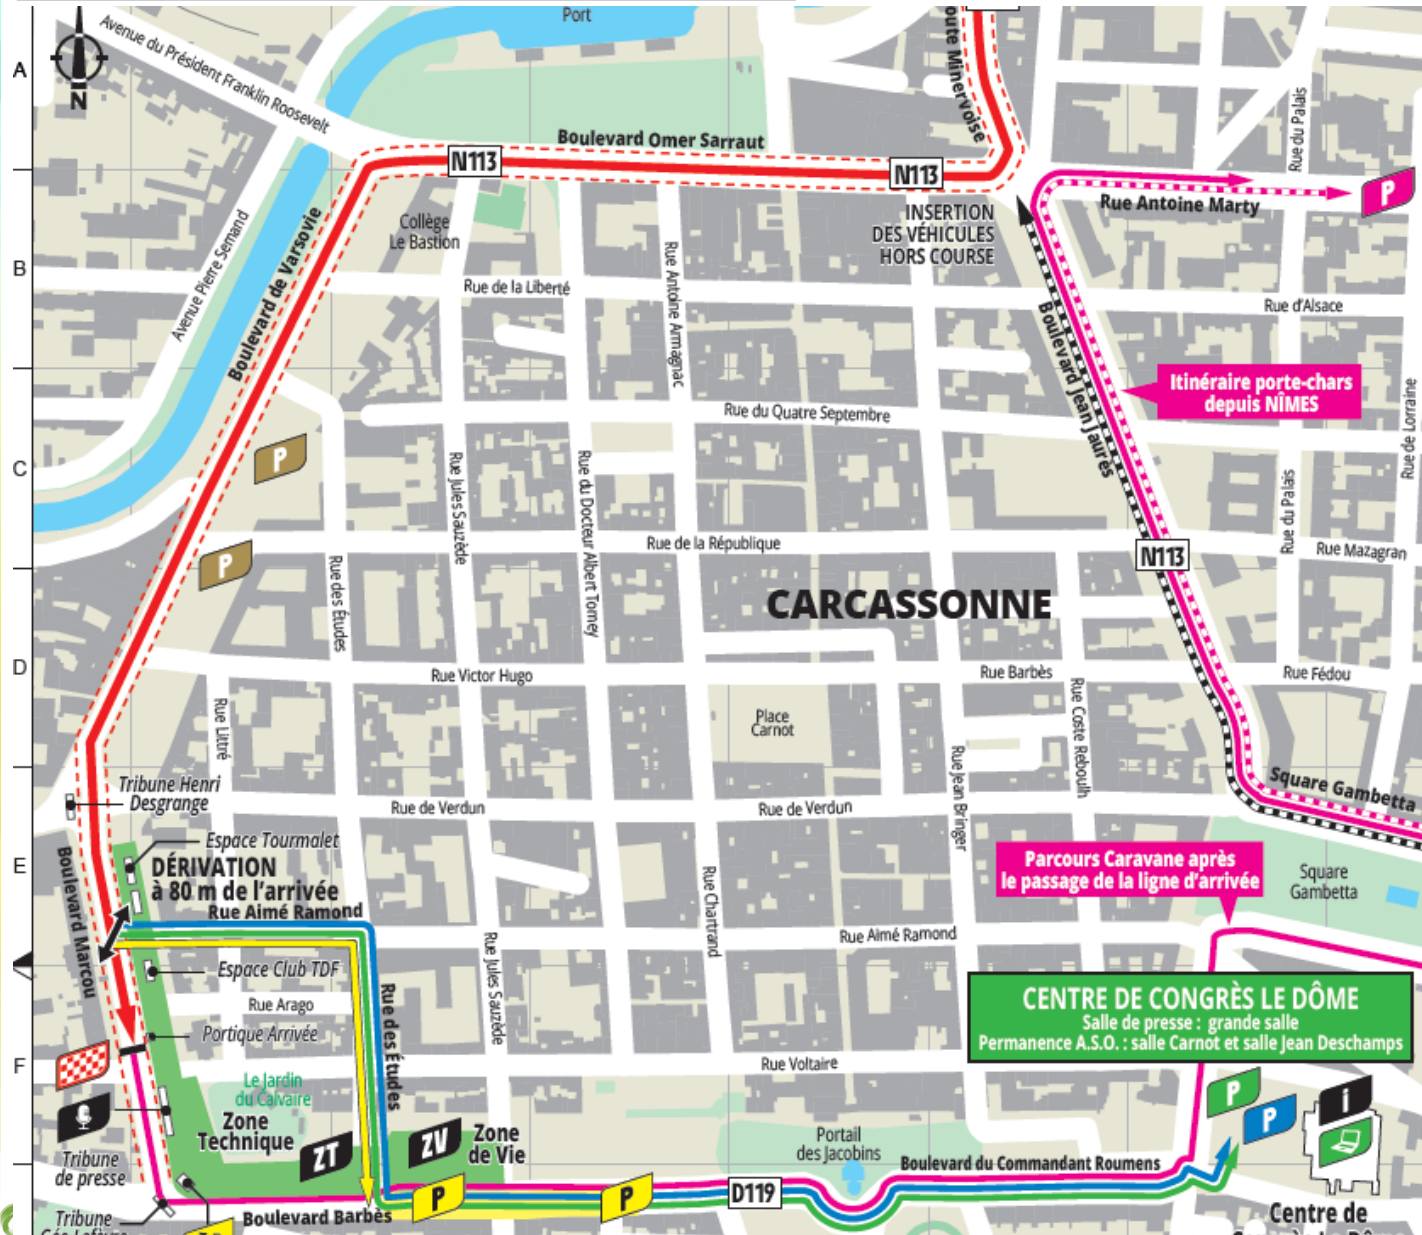 Port
A
Avenue du Président Franklin Roosevelt
N
Minervoise
Rue du Palais
Boulevard Omer Sarraut
N113
N113
Rue Antoine Marty
P
Collège
Le Bastion
INSERTION
DES VÉHICULES
HORS COURSE
B
Avenue Pierre Semard
Boulevard de Varsovie
Rue de la Liberté
Rue Antoine Armagnac
Rue d'Alsace
Boulevard Jean Jaurès
Itinéraire porte-chars
depuis NÎMES
Rue du Quatre Septembre
Rue de Lorraine
C
P
Rue Jules Sauzède
Rue du Docteur Albert Tomey
Rue du Palais
Rue de la République
N113
Rue Mazagran
P
Rue des Études
CARCASSONNE
D
Rue Victor Hugo
Rue Barbès
Rue Fédou
Rue Littré
Place
Carnot
Rue Coste Reboulh
Rue Jean Bringer
Square Gambetta
Tribune Henri
Desgrange
Rue de Verdun
Rue de Verdun
E
Espace Tourmalet
DÉRIVATION
à 80 m de l'arrivée
Rue Aimé Ramond
Boulevard Marcou
Rue Chartrand
Parcours Caravane après
le passage de la ligne d'arrivée
Square
Gambetta
Rue Aimé Ramond
Espace Club TDF
Rue Jules Sauzède
Rue Arago
Rue des Études
Portique Arrivée
CENTRE DE CONGRÈS LE DÔME
Salle de presse : grande salle
Permanence A.S.O. : salle Carnot et salle Jean Deschamps
F
Rue Voltaire
Le Jardin
du Calvaire
Zone
Technique
ZT
ZV
Zone
de Vie
P
P
i
Tribune
de presse
Portail
des Jacobins
Boulevard du Commandant Roumens
P
P
D119
Tribune
Boulevard Barbès
Centre de